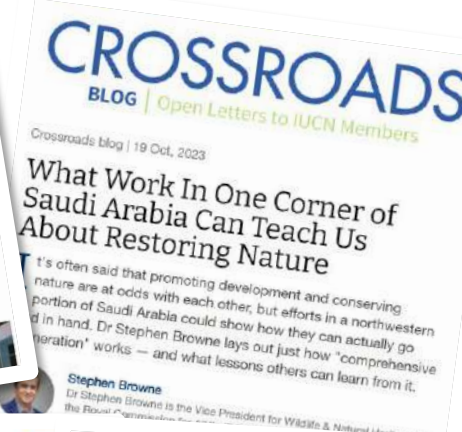 CROSSROADS
BLOG | Open Letters to IUCN Members
Crossroads blog | 19 Oct, 2023
What Work In One Corner of
Saudi Arabia Can Teach Us
About Restoring Nature
t's often said that promoting development and conserving
nature are at odds with each other, but efforts in a northwestern
portion of Saudi Arabia could show how they can actually go
d in hand. Dr Stephen Browne lays out just how "comprehensive
neration" works — and what lessons others can learn from it.
Stephen Browne
Dr Stephen Browne is the Vice President for Wildlife & Natural
the Royal Commission for